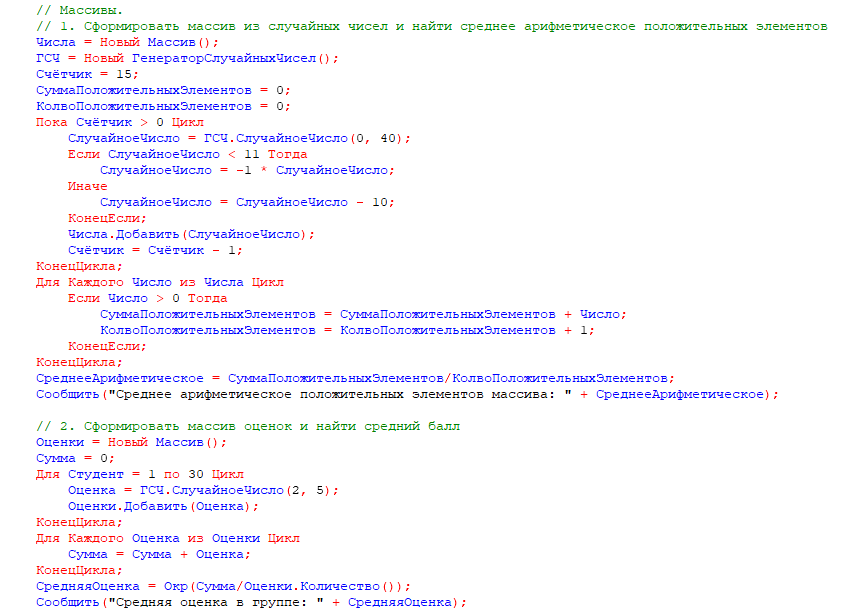 // Массивы.
// 1. Сформировать массив из случайных чисел и найти среднее арифметическое положительных элементов
Числа = Новый Массив();
ГСЧ = Новый ГенераторСлучайныхЧисел();
Счётчик = 15;
СуммаПоложительныхЭлементов = 0;
КолвоПоложительныхЭлементов = 0;
Пока Счётчик > 0 Цикл
    СлучайноеЧисло = ГСЧ.СлучайноеЧисло(0, 40);
    Если СлучайноеЧисло < 11 Тогда
        СлучайноеЧисло = -1 * СлучайноеЧисло;
    Иначе
        СлучайноеЧисло = СлучайноеЧисло - 10;
    КонецЕсли;
    Числа.Добавить(СлучайноеЧисло);
    Счётчик = Счётчик - 1;
КонецЦикла;
Для Каждого Число из Числа Цикл
    Если Число > 0 Тогда
        СуммаПоложительныхЭлементов = СуммаПоложительныхЭлементов + Число;
        КолвоПоложительныхЭлементов = КолвоПоложительныхЭлементов + 1;
    КонецЕсли;
КонецЦикла;
СреднееАрифметическое = СуммаПоложительныхЭлементов/КолвоПоложительныхЭлементов;
Сообщить("Среднее арифметическое положительных элементов массива: " + СреднееАрифметическое);

// 2. Сформировать массив оценок и найти средний балл
Оценки = Новый Массив();
Сумма = 0;
Для Студент = 1 по 30 Цикл
    Оценка = ГСЧ.СлучайноеЧисло(2, 5);
    Оценки.Добавить(Оценка);
КонецЦикла;
Для Каждого Оценка из Оценки Цикл
    Сумма = Сумма + Оценка;
КонецЦикла;
СредняяОценка = Окр(Сумма/Оценки.Количество());
Сообщить("Средняя оценка в группе: " + СредняяОценка);